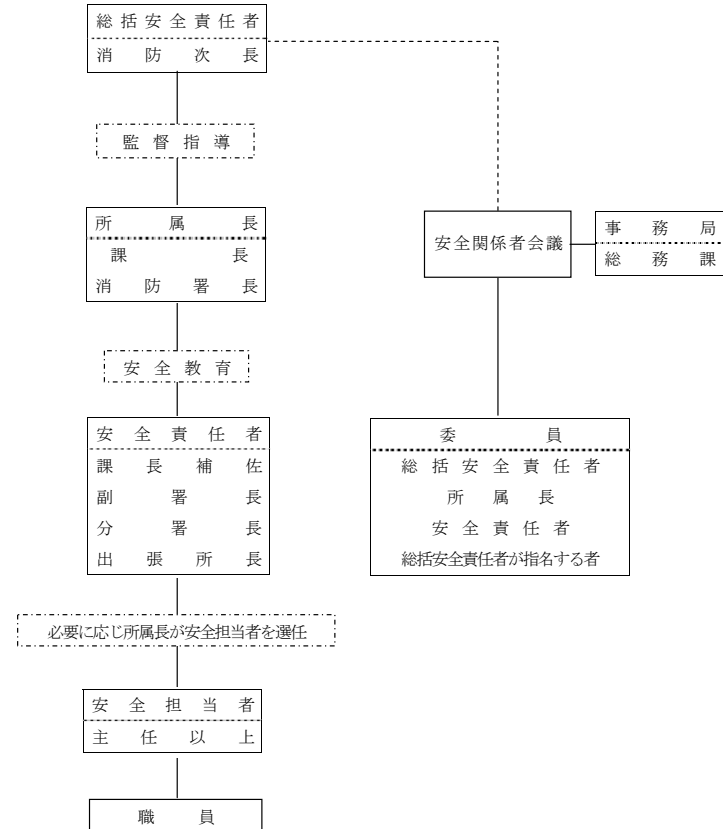 総括安全責任者
消防次長
監督指導
所属長
課長
消防署長
安全関係者会議
事務局
総務課
安全教育
安全責任者
課長補佐
副署長
分署長
出張所長
委員
総括安全責任者
所属長
安全責任者
総括安全責任者が指名する者
必要に応じ所属長が安全担当者を選任
安全担当者
主任以上
職員